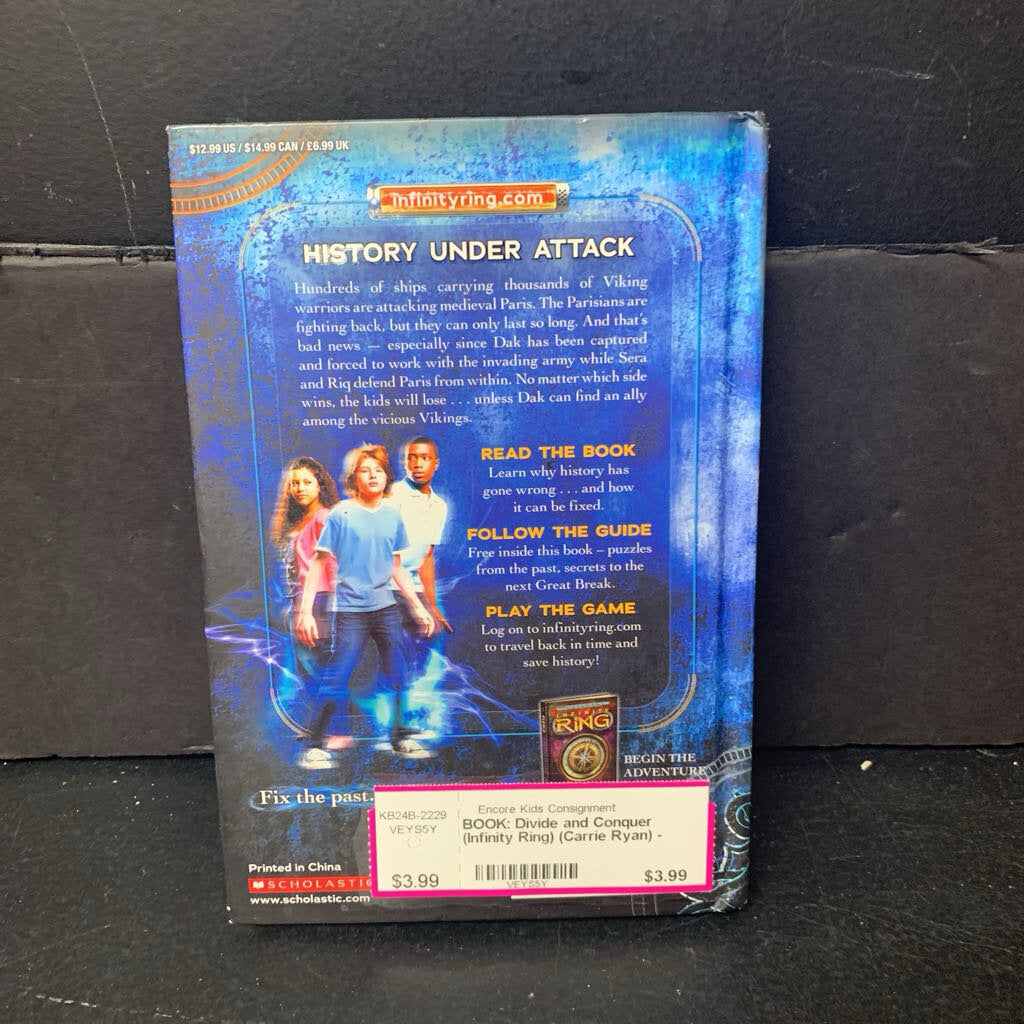 $12.99 US / $14.99 CAN / £6.99 UK
infinityring.com
HISTORY UNDER ATTACK
Hundreds of ships carrying thousands of Viking
warriors are attacking medieval Paris. The Parisians are
fighting back, but they can only last so long. And that's
bad news — especially since Dak has been captured
and forced to work with the invading army while Sera
and Riq defend Paris from within. No matter which side
wins, the kids will lose . . . unless Dak can find an ally
among the vicious Vikings.
READ THE BOOK
Learn why history has
gone wrong . . . and how
it can be fixed.
FOLLOW THE GUIDE
Free inside this book – puzzles
from the past, secrets to the
next Great Break.
PLAY THE GAME
Log on to infinityring.com
to travel back in time and
save history!
INFINITY
RING
BEGIN THE
ADVENTURE
Fix the past.
KB24B-2229
VEYS5Y
$3.99
Encore Kids Consignment
BOOK: Divide and Conquer
(Infinity Ring) (Carrie Ryan) -
VEYS5Y
$3.99
Printed in China
SCHOLASTIC
www.scholastic.com